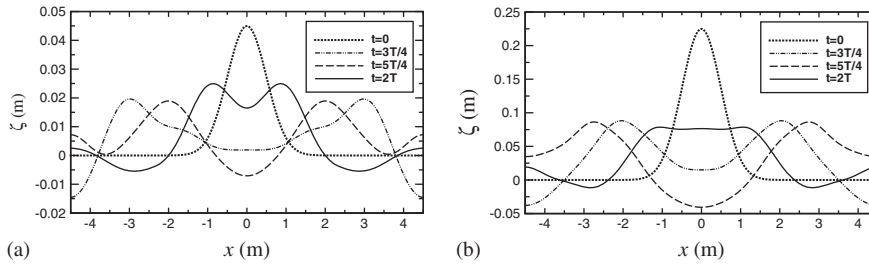 0.05
0.04
0.03
0.02
0.01
0
-0.01
-0.02
ζ (m)
t=0
t=3T/4
t=5T/4
t=2T
-4 -3 -2 -1 0 1 2 3 4
(a)
x (m)
0.25
0.20
0.15
0.10
0.05
0
-0.05
ζ (m)
t=0
t=3T/4
t=5T/4
t=2T
-4 -3 -2 -1 0 1 2 3 4
(b)
x (m)